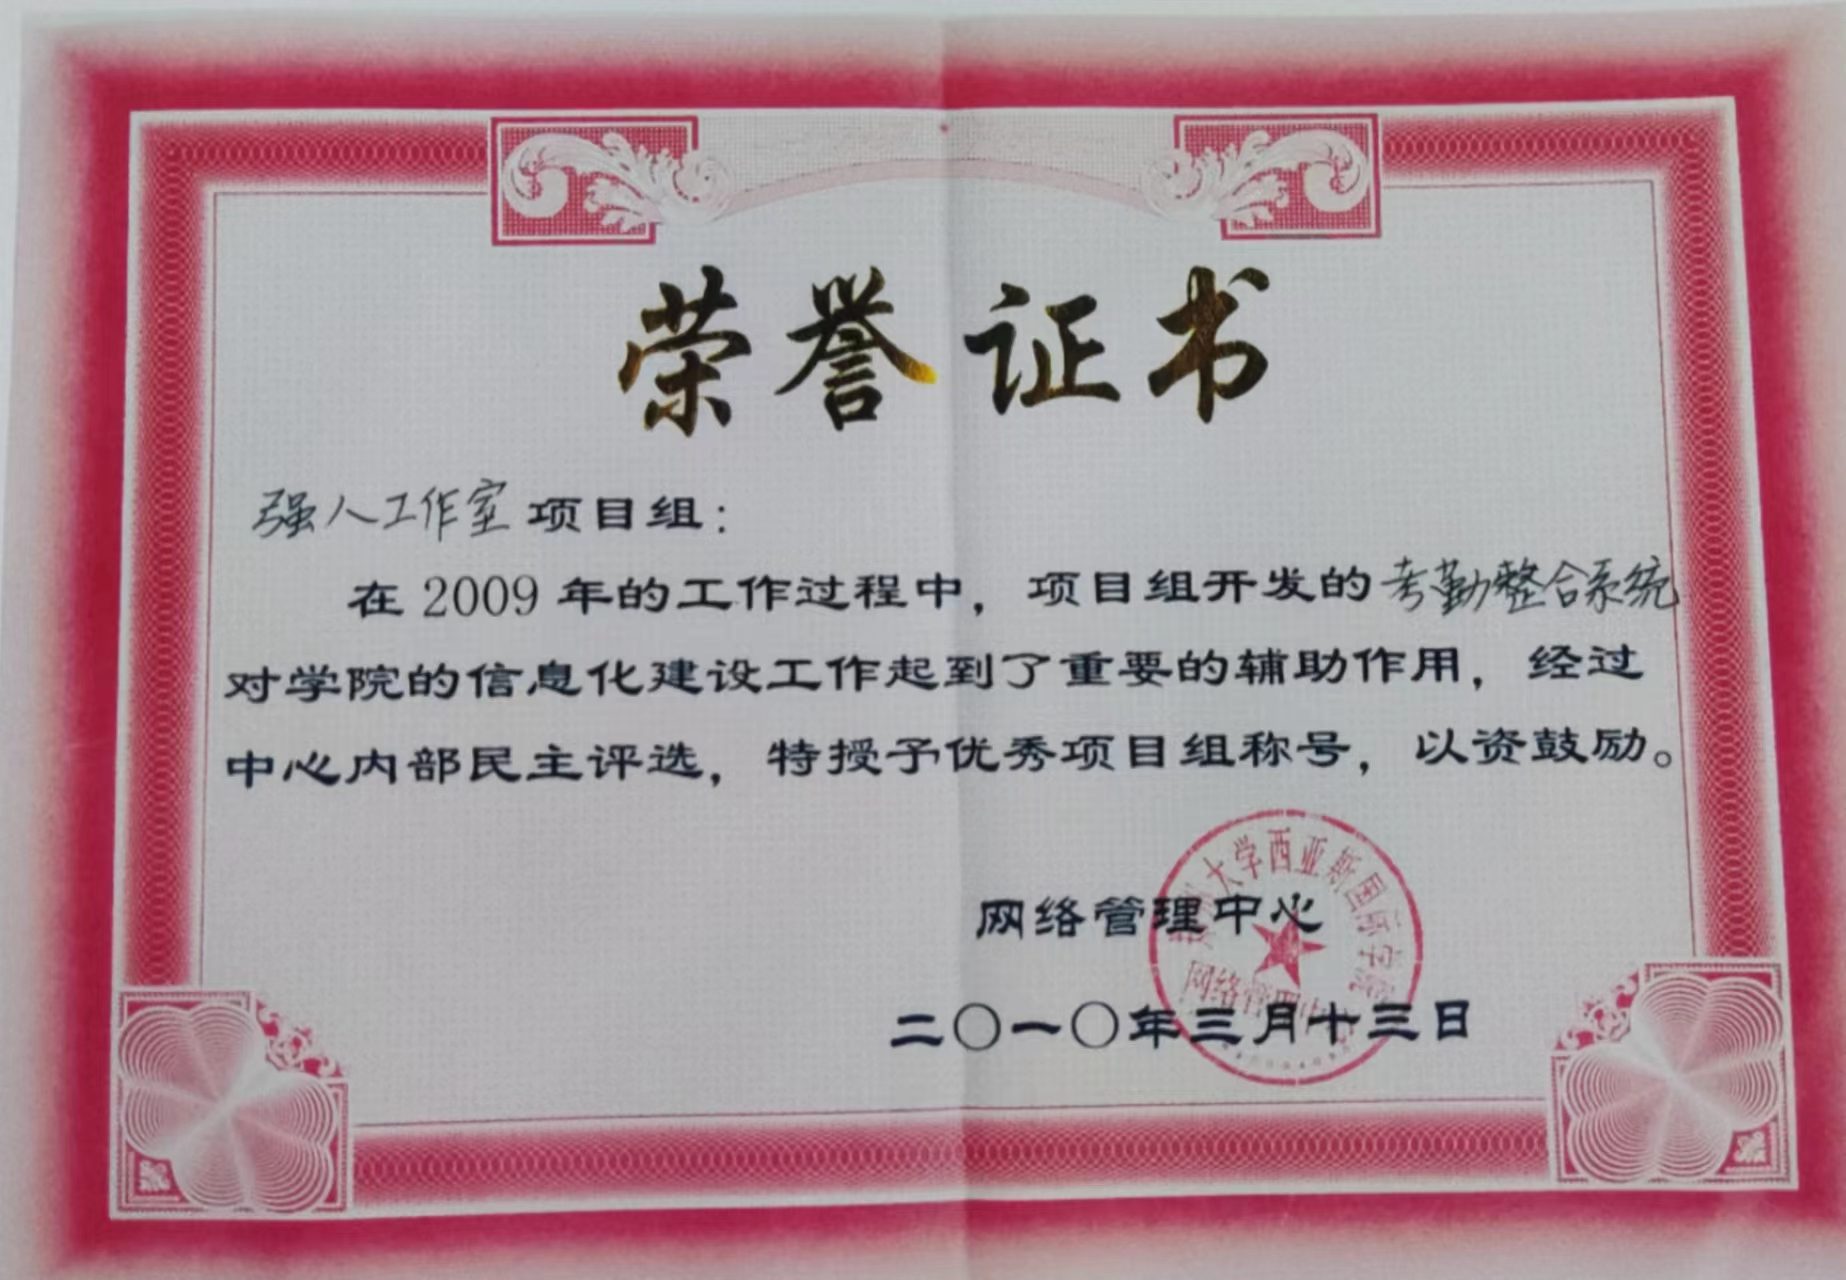 荣誉证书
强人工作室项目组：
在 2009 年的工作过程中，项目组开发的考勤整合系统
对学院的信息化建设工作起到了重要的辅助作用，经过
中心内部民主评选，特授予优秀项目组称号，以资鼓励。
大学西亚斯国际学院
网络管理中心
网络管理中
二〇一〇年三月十三日